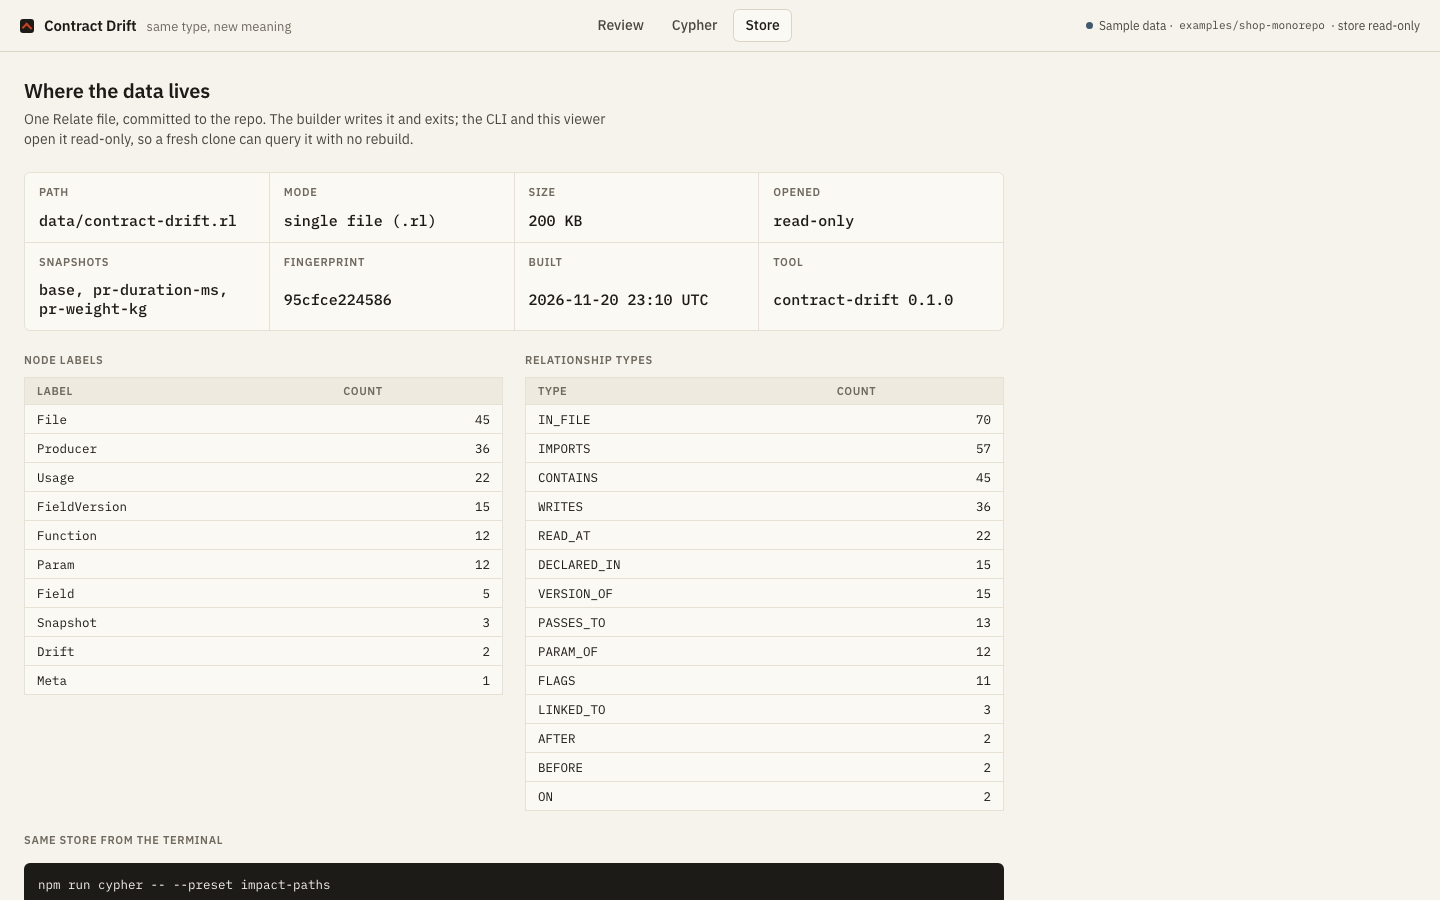 Contract Drift same type, new meaning
Review Cypher Store
Sample data · examples/shop-monorepo · store read-only
Where the data lives
One Relate file, committed to the repo. The builder writes it and exits; the CLI and this viewer
open it read-only, so a fresh clone can query it with no rebuild.
PATH MODE SIZE OPENED
data/contract-drift.rl single file (.rl) 200 KB read-only
SNAPSHOTS FINGERPRINT BUILT TOOL
base, pr-duration-ms,
pr-weight-kg 95cfce224586 2026-11-20 23:10 UTC contract-drift 0.1.0
NODE LABELS
LABEL COUNT
File 45
Producer 36
Usage 22
FieldVersion 15
Function 12
Param 12
Field 5
Snapshot 3
Drift 2
Meta 1
RELATIONSHIP TYPES
TYPE COUNT
IN_FILE 70
IMPORTS 57
CONTAINS 45
WRITES 36
READ_AT 22
DECLARED_IN 15
VERSION_OF 15
PASSES_TO 13
PARAM_OF 12
FLAGS 11
LINKED_TO 3
AFTER 2
BEFORE 2
ON 2
SAME STORE FROM THE TERMINAL
npm run cypher -- --preset impact-paths